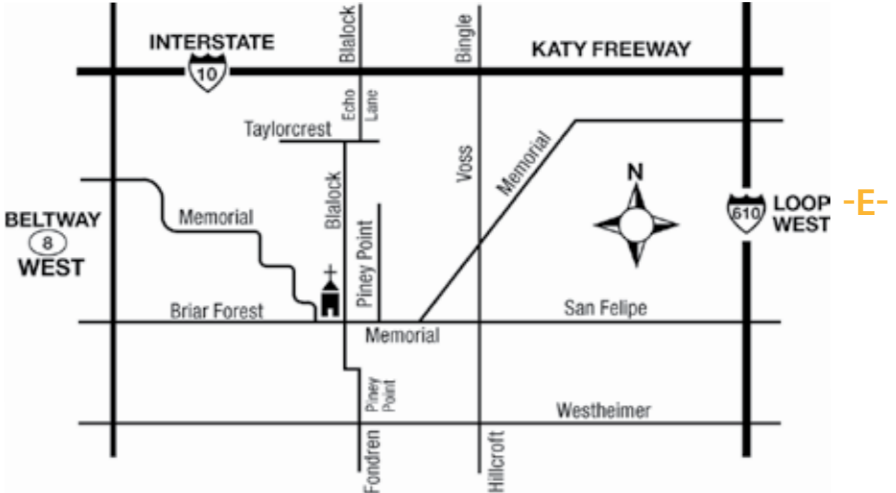 INTERSTATE
10
Blalock
Bingle
KATY FREEWAY
Echo
Lane
Taylorcrest
Voss
Memorial
N
Blalock
Memorial
610
LOOP
WEST
-E-
BELTWAY
8
WEST
Piney Point
Briar Forest
San Felipe
Memorial
Piney
Point
Westheimer
Fondren
Hillcroft